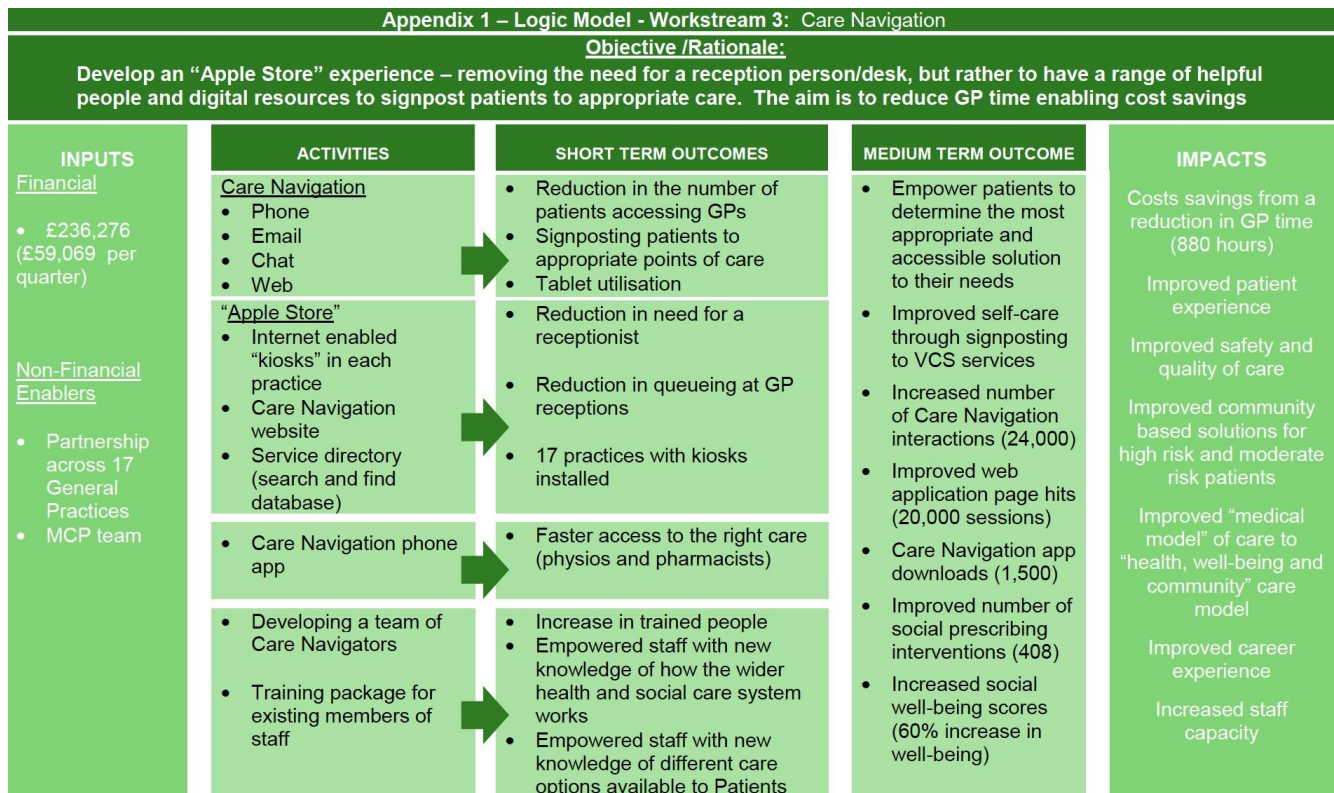 Appendix 1 – Logic Model - Workstream 3: Care Navigation
Objective /Rationale:
Develop an “Apple Store” experience – removing the need for a reception person/desk, but rather to have a range of helpful
people and digital resources to signpost patients to appropriate care. The aim is to reduce GP time enabling cost savings
INPUTS
Financial
• £236,276
(£59,069 per
quarter)
Non-Financial
Enablers
• Partnership
across 17
General
Practices
• MCP team
ACTIVITIES
Care Navigation
• Phone
• Email
• Chat
• Web
“Apple Store”
• Internet enabled
“kiosks” in each
practice
• Care Navigation
website
• Service directory
(search and find
database)
• Care Navigation phone
app
• Developing a team of
Care Navigators
• Training package for
existing members of
staff
SHORT TERM OUTCOMES
• Reduction in the number of
patients accessing GPs
• Signposting patients to
appropriate points of care
• Tablet utilisation
• Reduction in need for a
receptionist
• Reduction in queueing at GP
receptions
• 17 practices with kiosks
installed
• Faster access to the right care
(physios and pharmacists)
• Increase in trained people
• Empowered staff with new
knowledge of how the wider
health and social care system
works
• Empowered staff with new
knowledge of different care
options available to Patients
MEDIUM TERM OUTCOME
• Empower patients to
determine the most
appropriate and
accessible solution
to their needs
• Improved self-care
through signposting
to VCS services
• Increased number
of Care Navigation
interactions (24,000)
• Improved web
application page hits
(20,000 sessions)
• Care Navigation app
downloads (1,500)
• Improved number of
social prescribing
interventions (408)
• Increased social
well-being scores
(60% increase in
well-being)
IMPACTS
Costs savings from a
reduction in GP time
(880 hours)
Improved patient
experience
Improved safety and
quality of care
Improved community
based solutions for
high risk and moderate
risk patients
Improved “medical
model” of care to
“health, well-being and
community” care
model
Improved career
experience
Increased staff
capacity